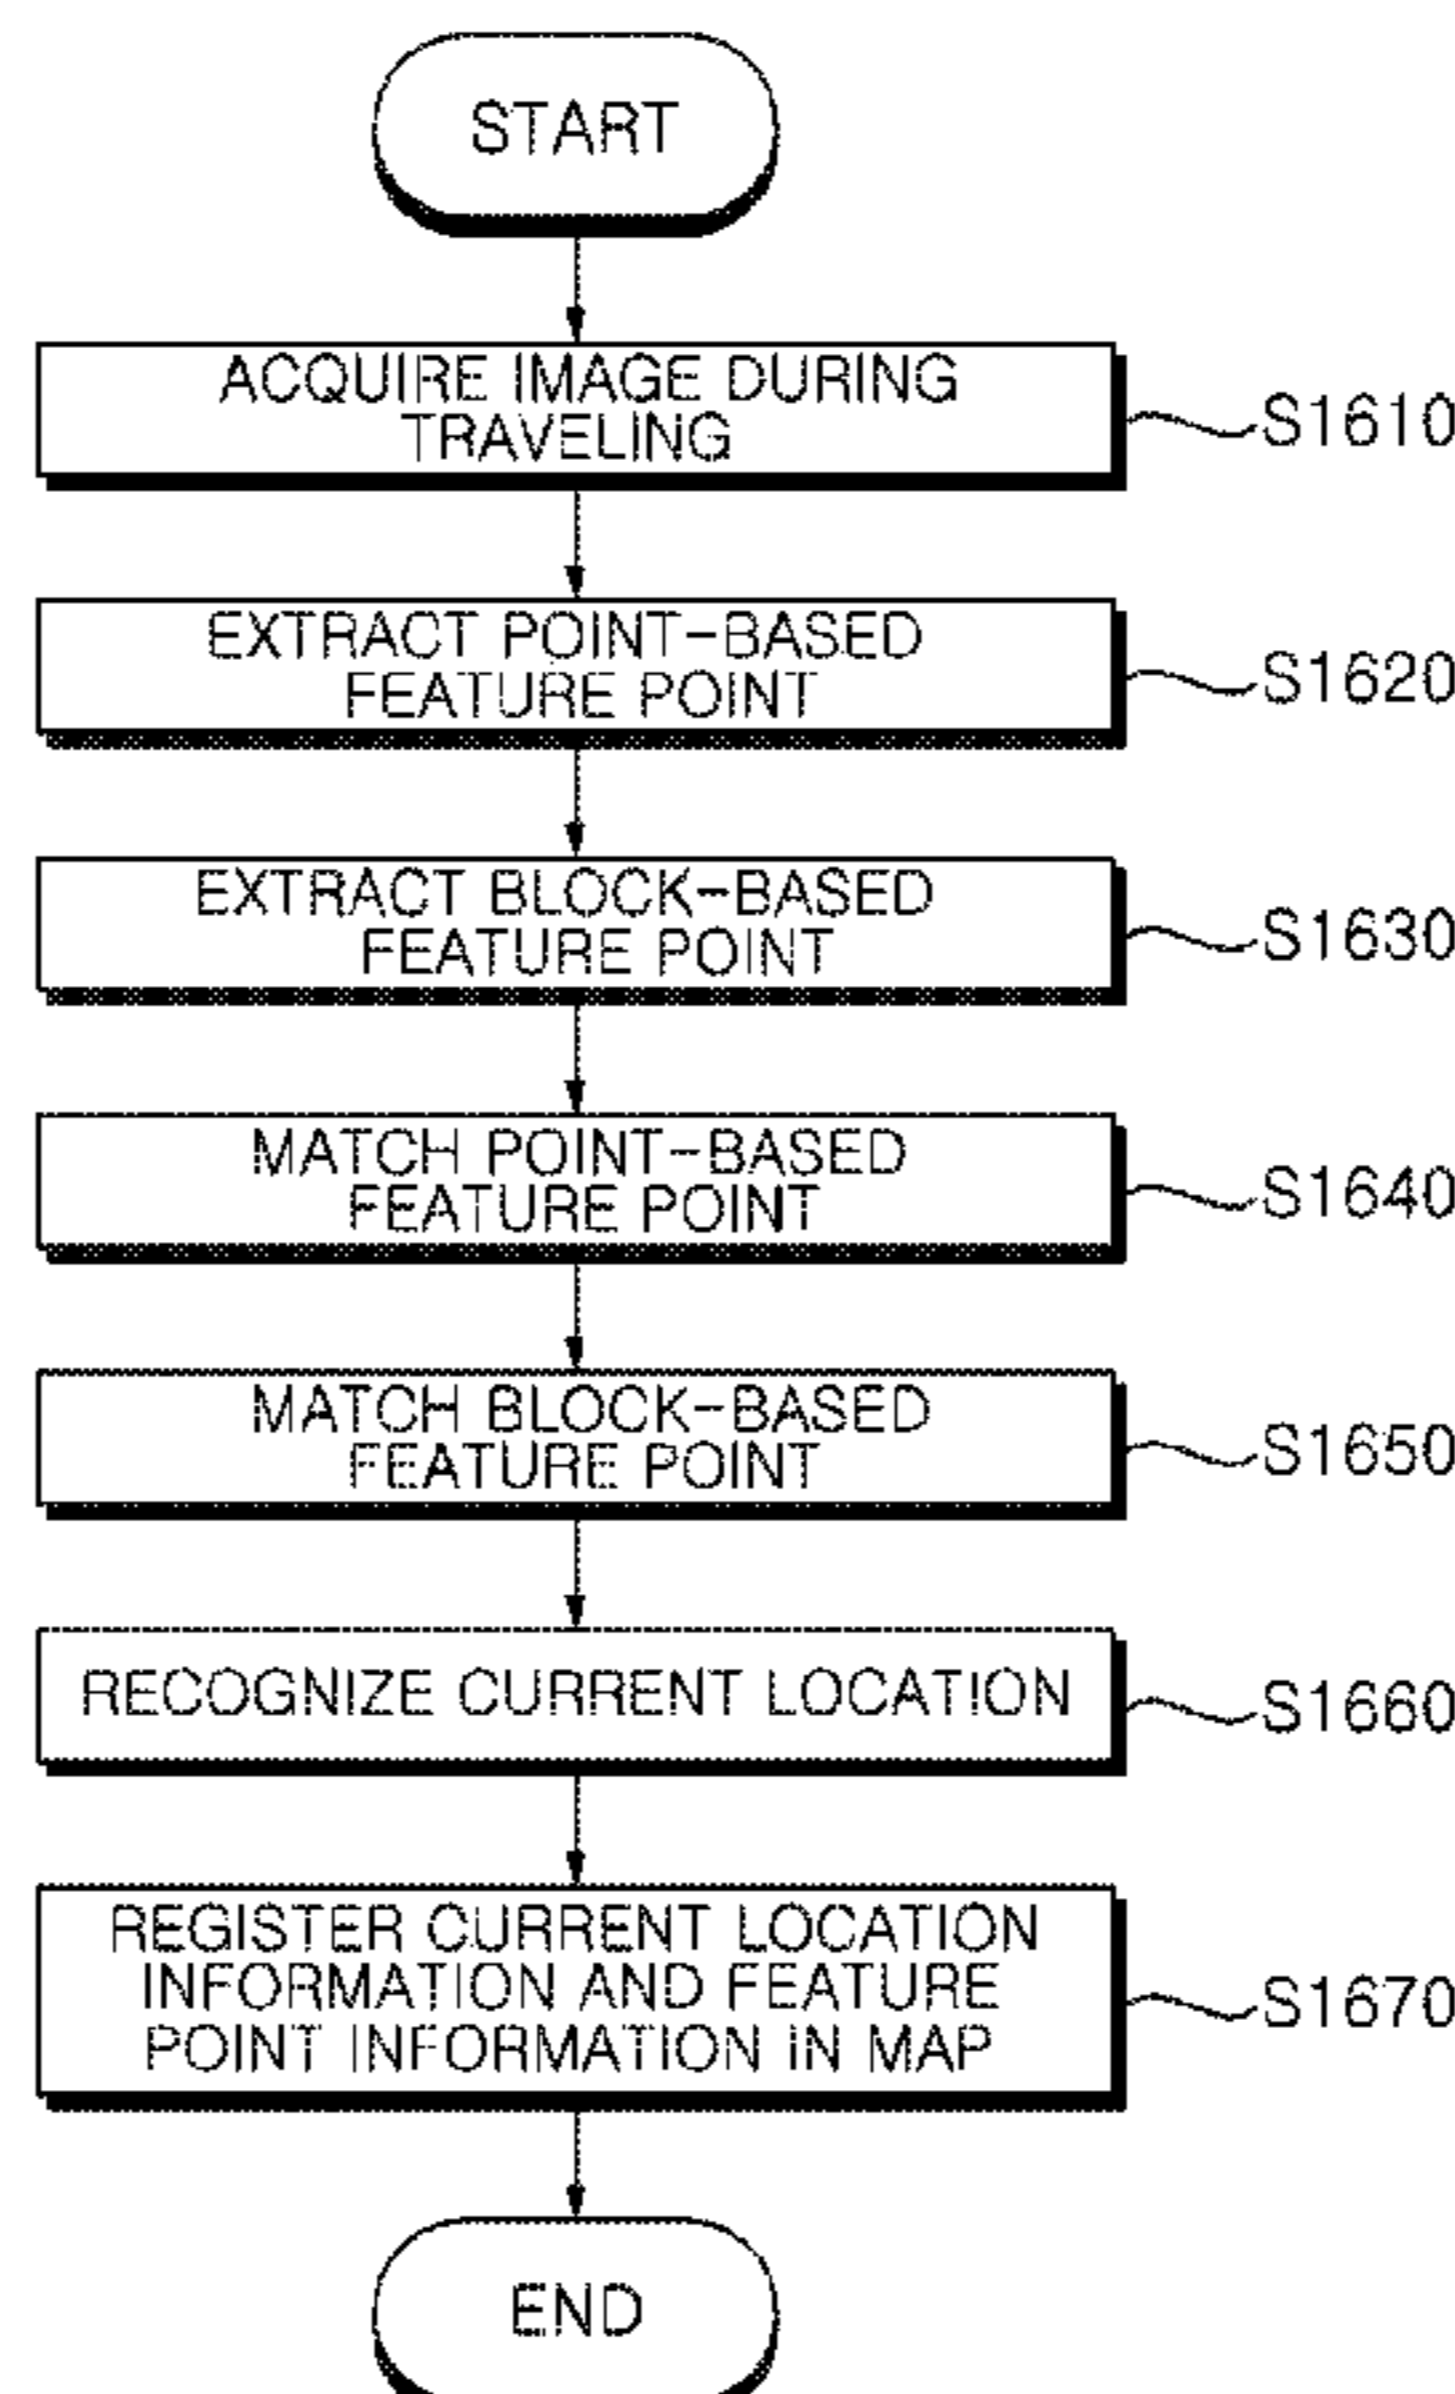 START
ACQUIRE IMAGE DURING
TRAVELING
S1610
EXTRACT POINT-BASED
FEATURE POINT
S1620
EXTRACT BLOCK-BASED
FEATURE POINT
S1630
MATCH POINT-BASED
FEATURE POINT
S1640
MATCH BLOCK-BASED
FEATURE POINT
S1650
RECOGNIZE CURRENT LOCATION
S1660
REGISTER CURRENT LOCATION
INFORMATION AND FEATURE
POINT INFORMATION IN MAP
S1670
END